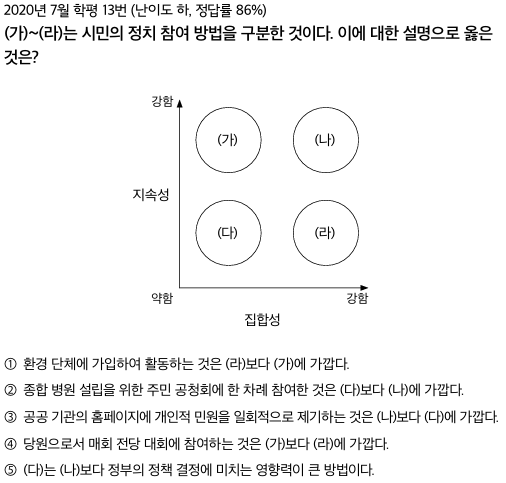 2020년 7월 학평 13번 (난이도 하, 정답률 86%)
(가)~(라)는 시민의 정치 참여 방법을 구분한 것이다. 이에 대한 설명으로 옳은
것은?
강함
(가)
(나)
지속성
(다)
(라)
약함
강함
집합성
① 환경 단체에 가입하여 활동하는 것은 (라)보다 (가)에 가깝다.
② 종합 병원 설립을 위한 주민 공청회에 한 차례 참여한 것은 (다)보다 (나)에 가깝다.
③ 공공 기관의 홈페이지에 개인적 민원을 일회적으로 제기하는 것은 (나)보다 (다)에 가깝다.
④ 당원으로서 매회 전당 대회에 참여하는 것은 (가)보다 (라)에 가깝다.
⑤ (다)는 (나)보다 정부의 정책 결정에 미치는 영향력이 큰 방법이다.